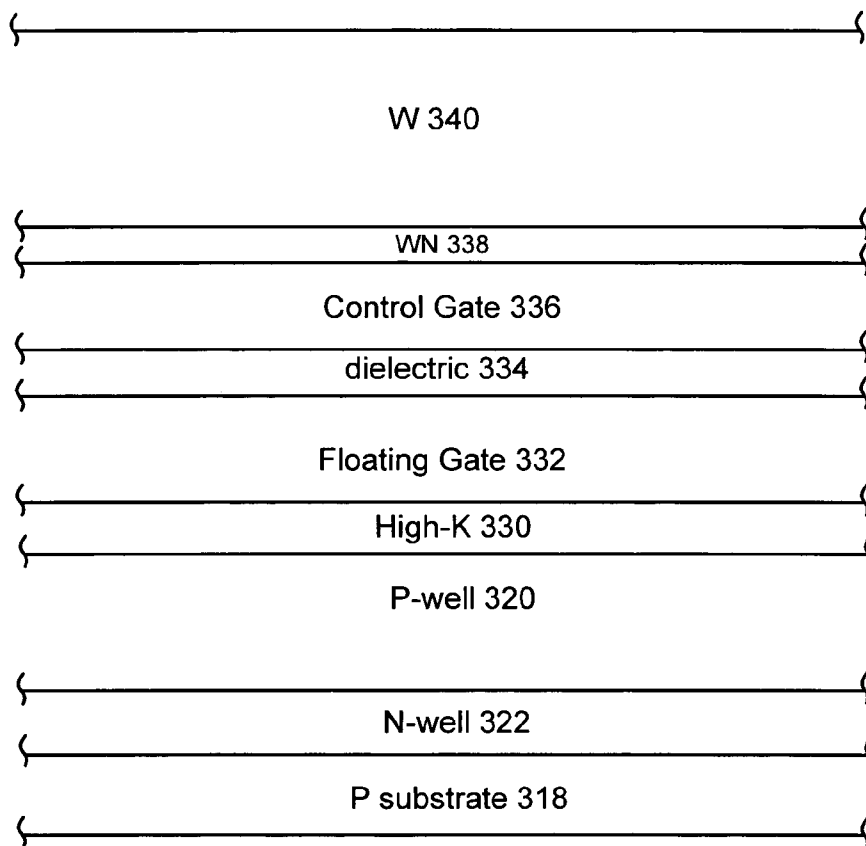 W 340
WN 338
Control Gate 336
dielectric 334
Floating Gate 332
High-K 330
P-well 320
N-well 322
P substrate 318